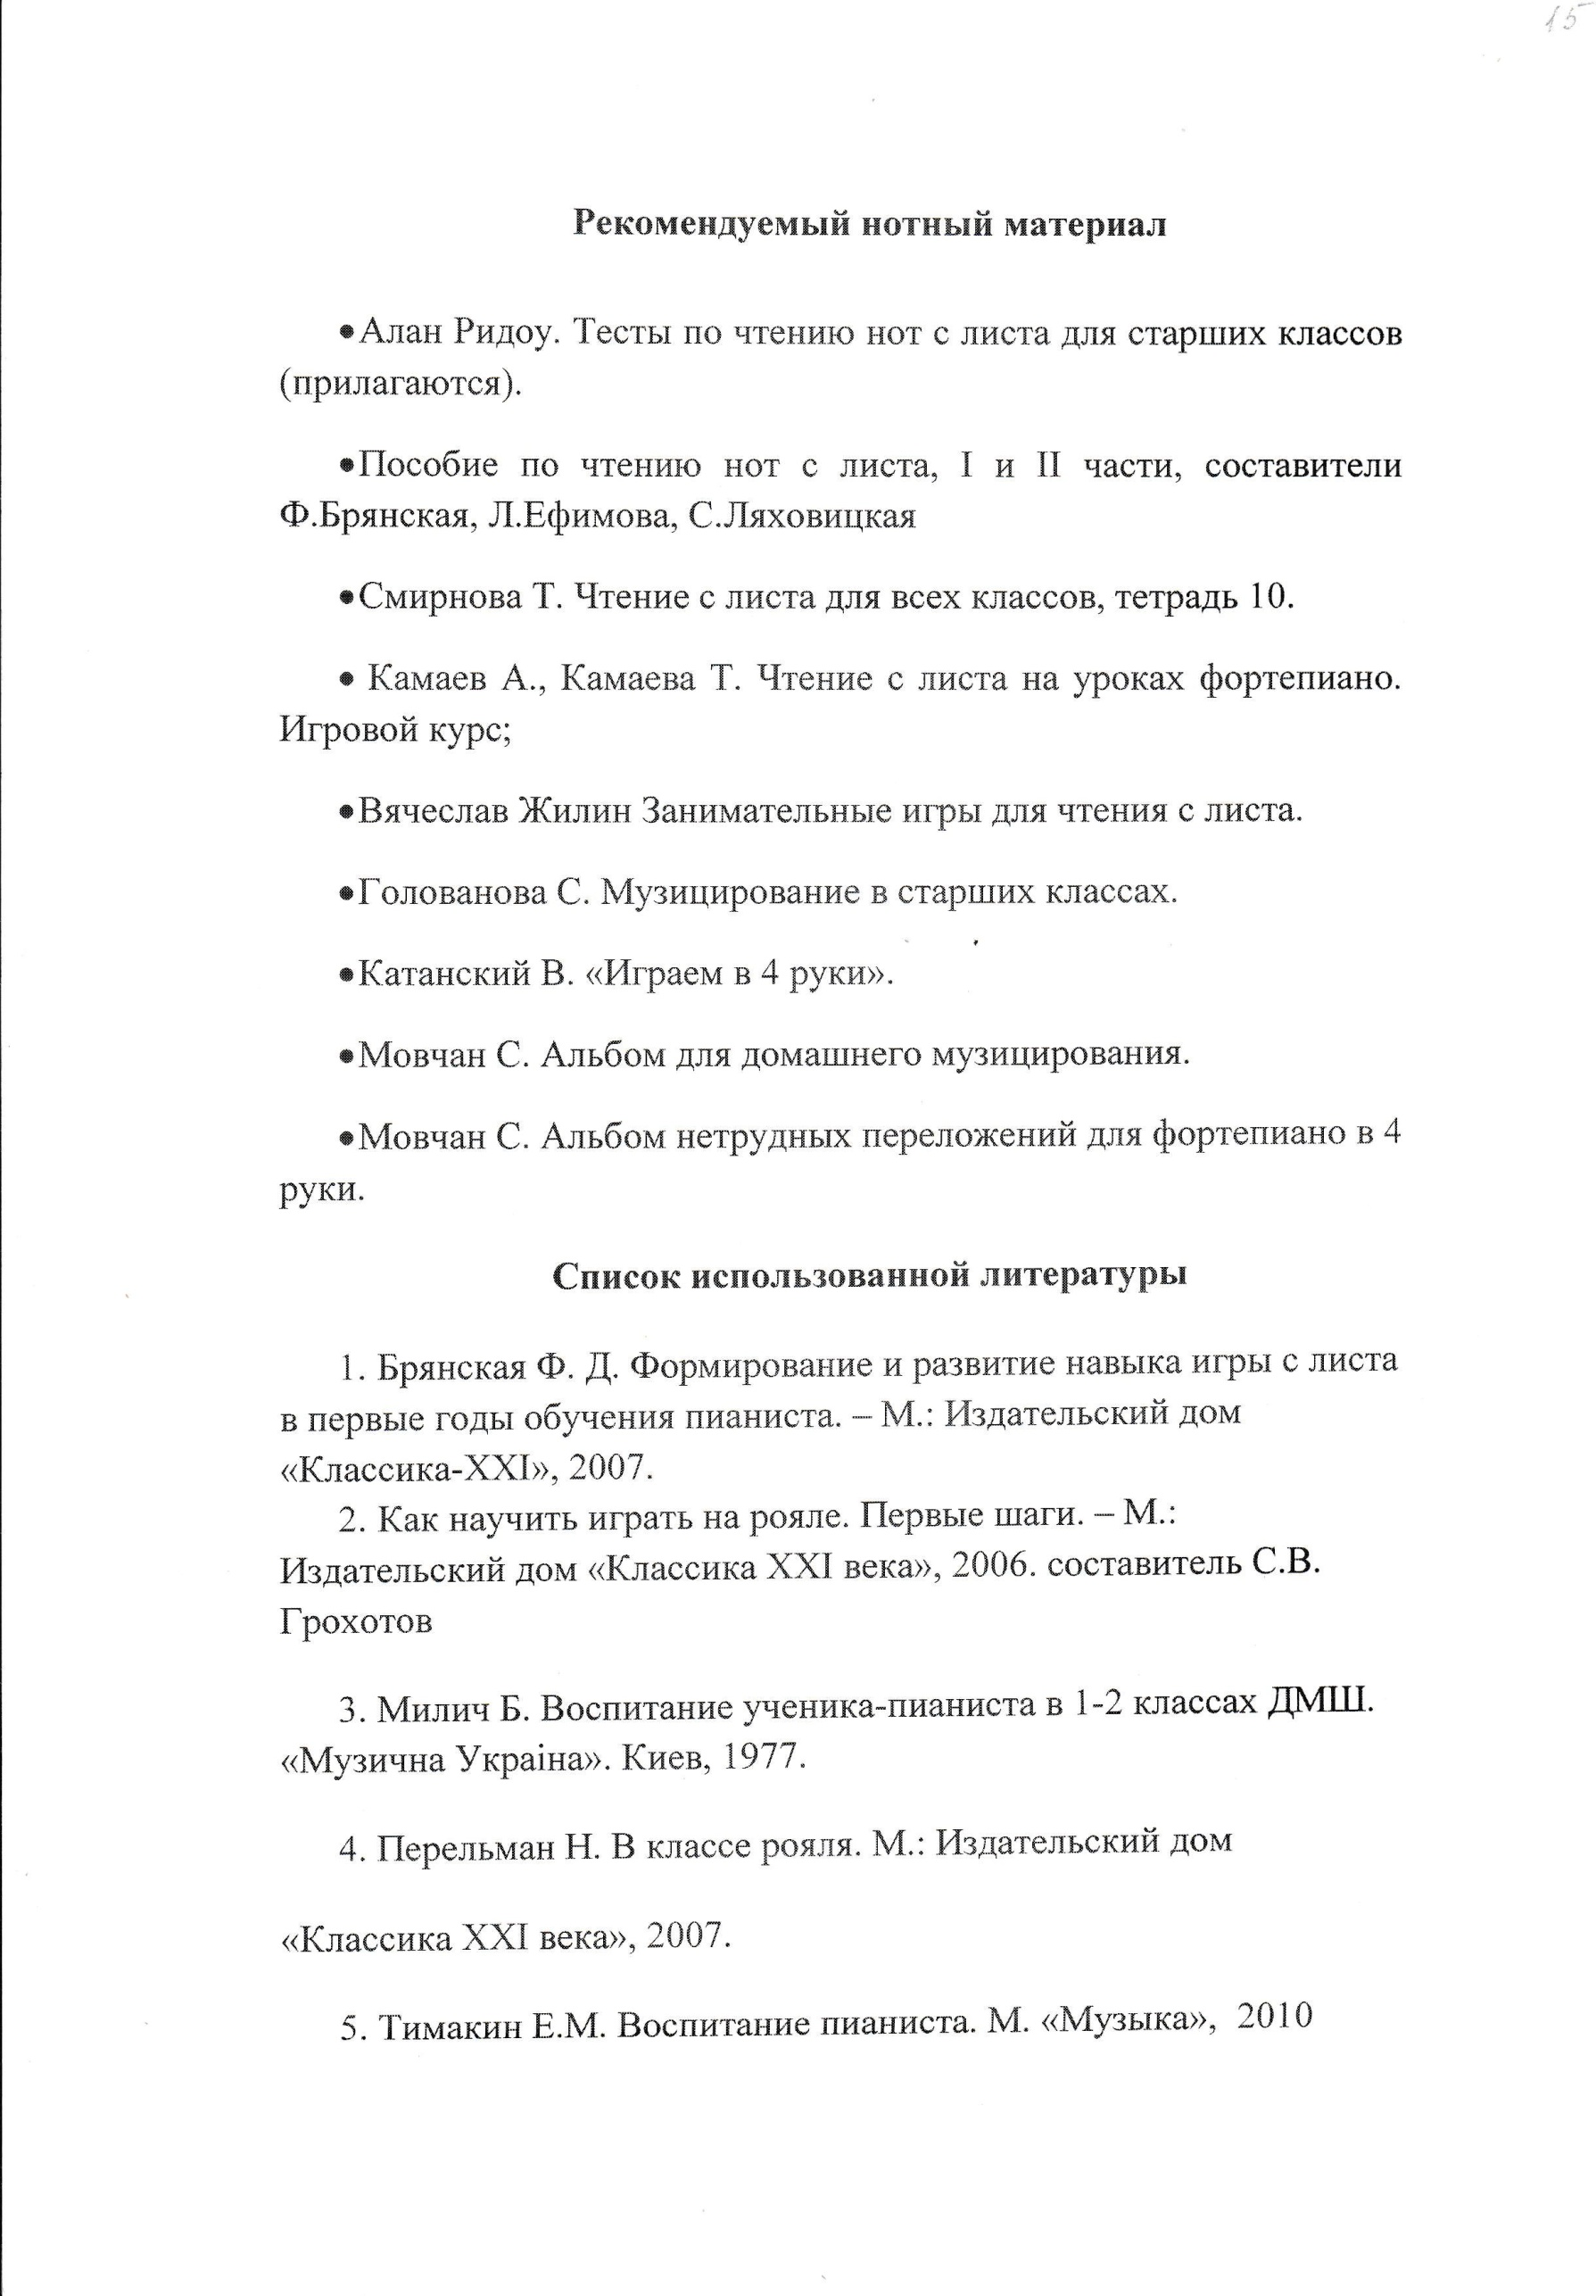 15
Рекомендуемый нотный материал
•Алан Ридоу. Тесты по чтению нот с листа для старших классов
(прилагаются).
•Пособие по чтению нот с листа, I и II части, составители
Ф.Брянская, Л.Ефимова, С.Ляховицкая
•Смирнова Т. Чтение с листа для всех классов, тетрадь 10.
• Камаев А., Камаева Т. Чтение с листа на уроках фортепиано.
Игровой курс;
•Вячеслав Жилин Занимательные игры для чтения с листа.
•Голованова С. Музицирование в старших классах.
•Катанский В. «Играем в 4 руки».
•Мовчан С. Альбом для домашнего музицирования.
•Мовчан С. Альбом нетрудных переложений для фортепиано в 4
руки.
Список использованной литературы
1. Брянская Ф. Д. Формирование и развитие навыка игры с листа
в первые годы обучения пианиста. – М.: Издательский дом
«Классика-XXI», 2007.
2. Как научить играть на рояле. Первые шаги. – М.:
Издательский дом «Классика XXI века», 2006. составитель С.В.
Грохотов
3. Милич Б. Воспитание ученика-пианиста в 1-2 классах ДМШ.
«Музична Украiна». Киев, 1977.
4. Перельман Н. В классе рояля. М.: Издательский дом
«Классика XXI века», 2007.
5. Тимакин Е.М. Воспитание пианиста. М. «Музыка»,  2010